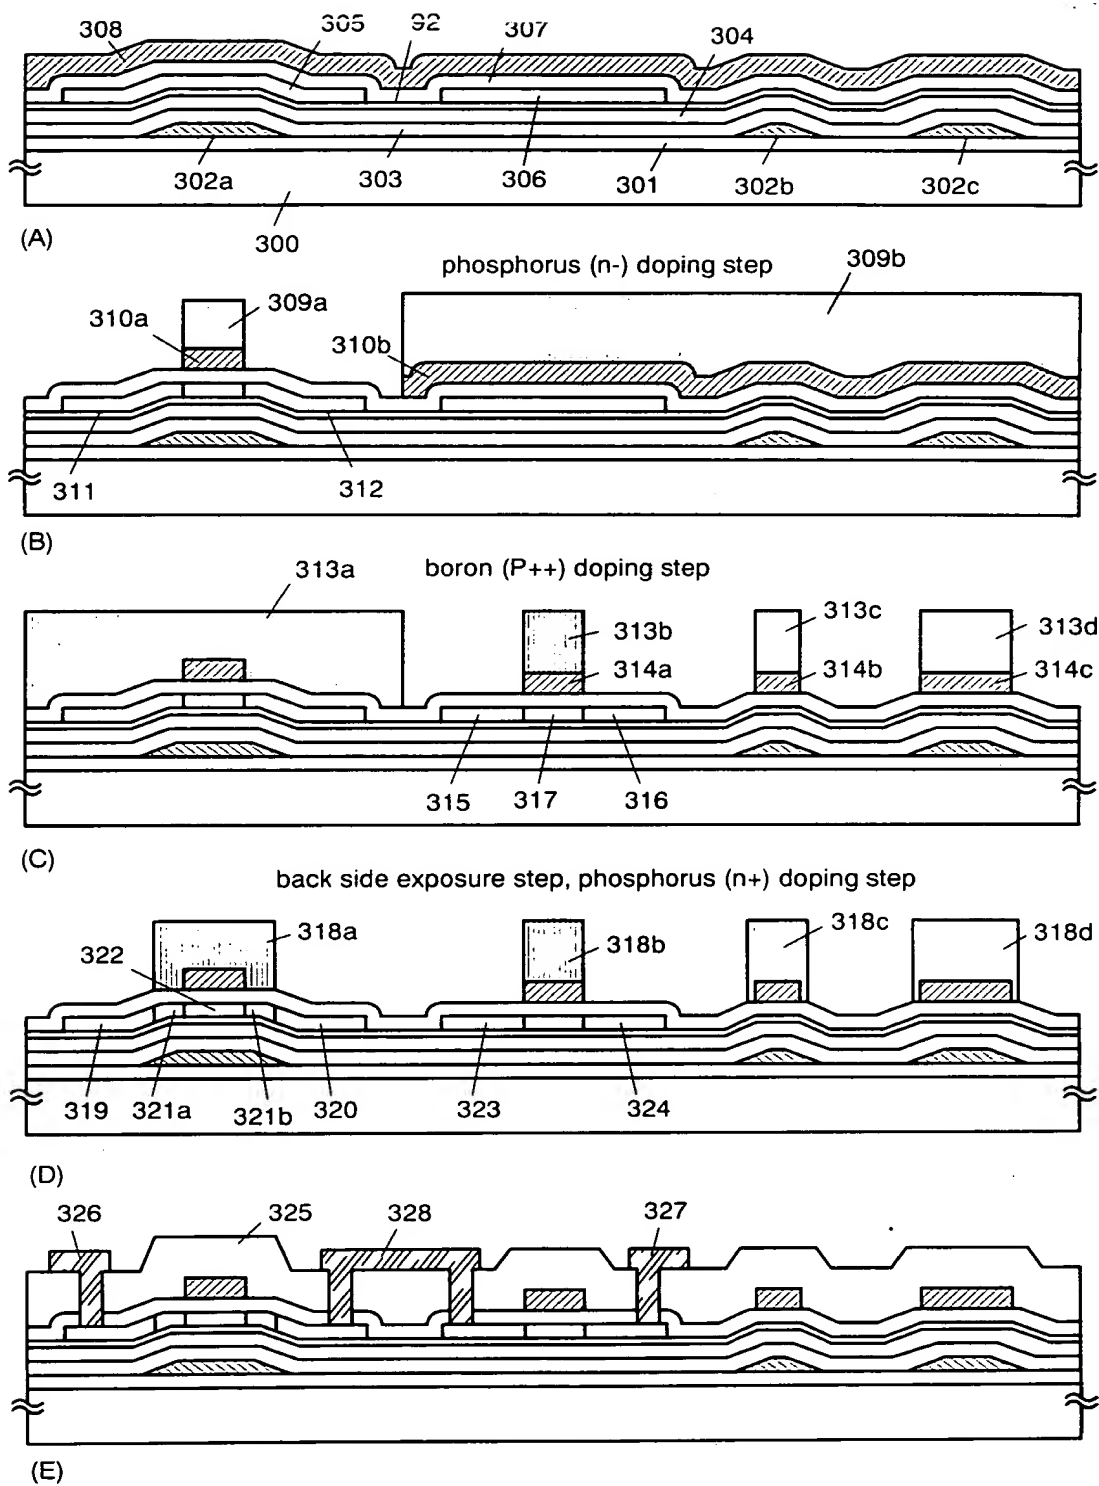 308 305 92 307 304
302a 303 306 301 302b 302c
300
(A)
phosphorus (n-) doping step
309b
309a
310a
310b
311 312
(B)
boron (P++) doping step
313a
313b 313c 313d
314a 314b 314c
315 317 316
(C)
back side exposure step, phosphorus (n+) doping step
318a 318b 318c 318d
322
319 321a 321b 320 323 324
(D)
326 325 328 327
(E)